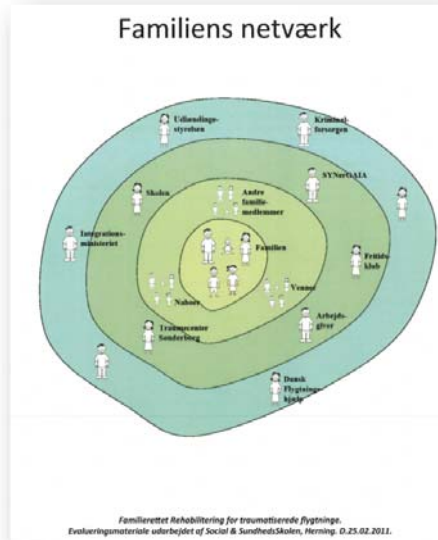 Familiens netværk
Udlændinge-
styrelsen
Kriminal-
forsorgen
SYNerGAIA
Skolen
Andre
familie-
medlemmer
Integrations-
ministeriet
Familien
Fritids-
klub
Naboer
Venner
Traumecenter
Sønderborg
Arbejds-
giver
Dansk
Flygtninge-
hjælp
Familierettet Rehabilitering for traumatiserede flygtninge.
Evalueringsmateriale udarbejdet af Social & SundhedsSkolen, Herning. D.25.02.2011.